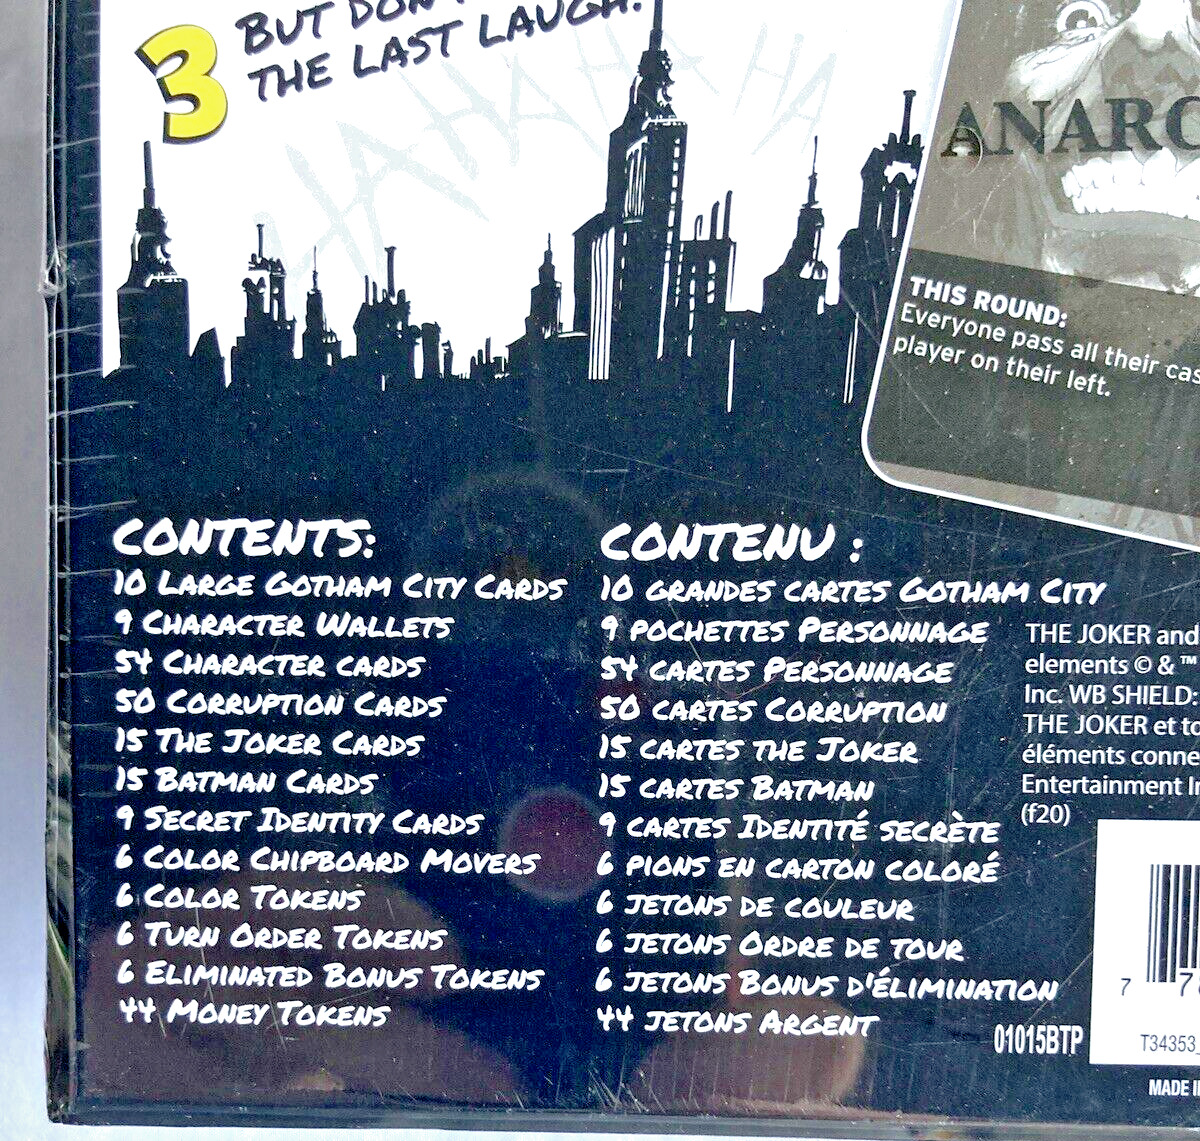 3
BUT DON'T
THE LAST LAUGH.
HAHAHAHAHA
ANARC
THIS ROUND:
Everyone pass all their cas
player on their left.
CONTENTS:
10 LARGE GOTHAM CITY CARDS
9 CHARACTER WALLETS
54 CHARACTER CARDS
50 CORRUPTION CARDS
15 THE JOKER CARDS
15 BATMAN CARDS
9 SECRET IDENTITY CARDS
6 COLOR CHIPBOARD MOVERS
6 COLOR TOKENS
6 TURN ORDER TOKENS
6 ELIMINATED BONUS TOKENS
44 MONEY TOKENS
CONTENU :
10 GRANDES CARTES GOTHAM CITY
9 POCHETTES PERSONNAGE
54 CARTES PERSONNAGE
50 CARTES CORRUPTION
15 CARTES THE JOKER
15 CARTES BATMAN
9 CARTES IDENTITÉ SECRÈTE
6 PIONS EN CARTON COLORÉ
6 JETONS DE COULEUR
6 JETONS ORDRE DE TOUR
6 JETONS BONUS D'ÉLIMINATION
44 JETONS ARGENT
THE JOKER and
elements © & ™
Inc. WB SHIELD:
THE JOKER et to
éléments conne
Entertainment In
(f20)
01015BTP
7
T34353
MADE I